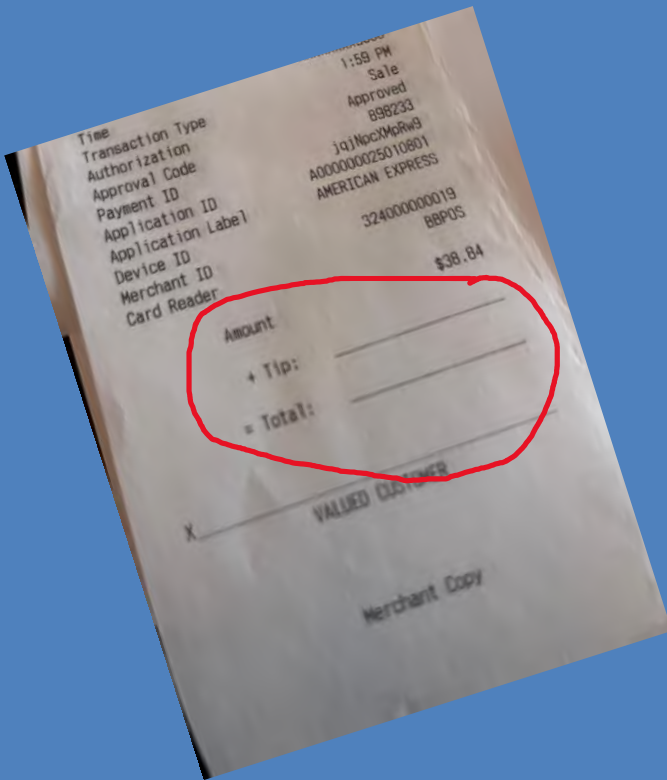 Time 1:59 PM
Transaction Type Sale
Authorization Approved
Approval Code 898233
Payment ID jqjNpcXMpRw9
Application ID A000000025010801
Application Label AMERICAN EXPRESS
Device ID
Merchant ID 324000000019
Card Reader BBPOS
Amount $38.84
+ Tip:
= Total:
X
VALUED CUSTOMER
Merchant Copy